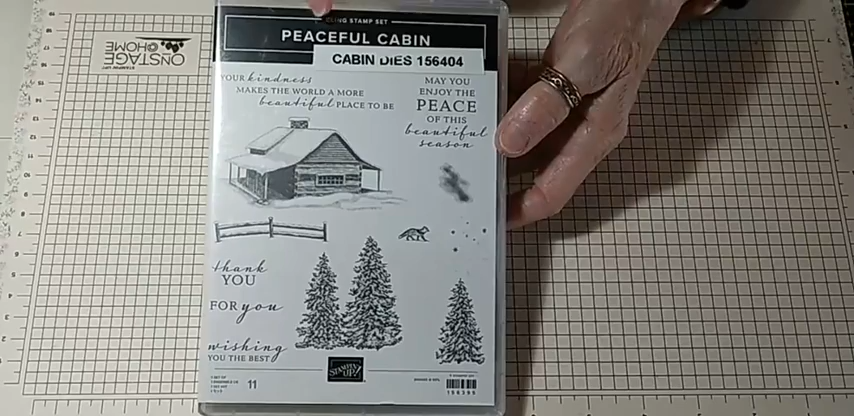 CLING STAMP SET
PEACEFUL CABIN
CABIN DIES 156404
YOUR kindness
MAKES THE WORLD A MORE
beautiful PLACE TO BE
MAY YOU
ENJOY THE
PEACE
OF THIS
beautiful
season
thank
YOU
FOR you
wishing
YOU THE BEST
STAMPIN' UP!
11
ONSTAGE
@HOME